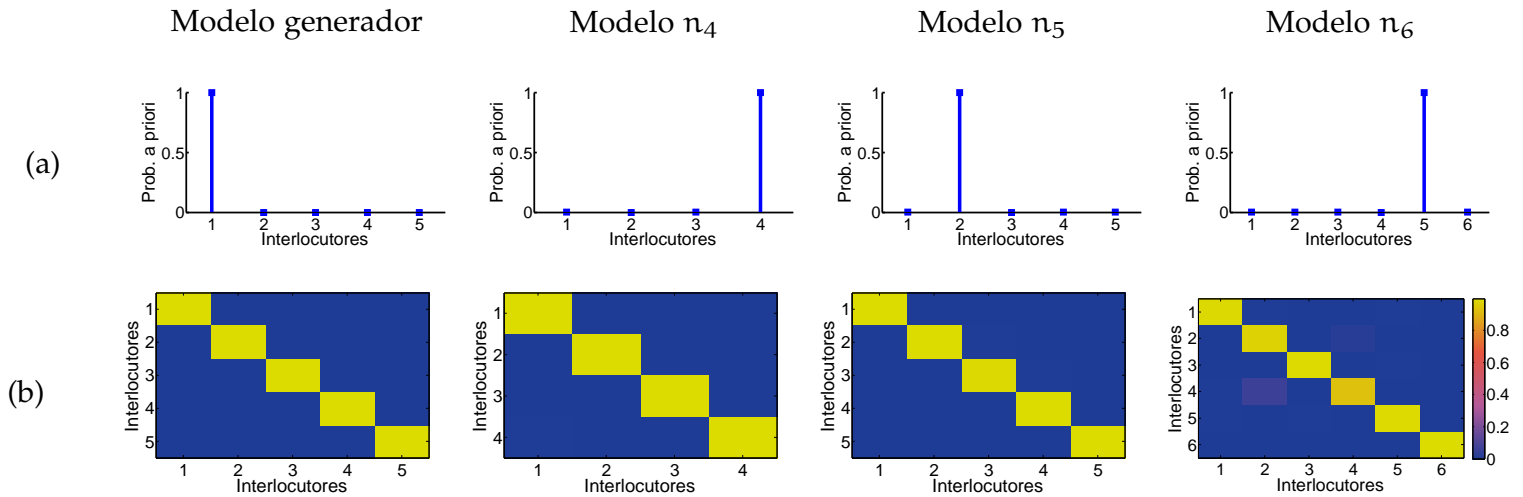 Modelo generador
Modelo n4
Modelo n5
Modelo n6
(a)
Prob. a priori
1
0.5
0
1 2 3 4 5
Interlocutores
Prob. a priori
1
0.5
0
1 2 3 4
Interlocutores
Prob. a priori
1
0.5
0
1 2 3 4 5
Interlocutores
Prob. a priori
1
0.5
0
1 2 3 4 5 6
Interlocutores
(b)
Interlocutores
1
2
3
4
5
1 2 3 4 5
Interlocutores
Interlocutores
1
2
3
4
1 2 3 4
Interlocutores
Interlocutores
1
2
3
4
5
1 2 3 4 5
Interlocutores
Interlocutores
1
2
3
4
5
6
1 2 3 4 5 6
Interlocutores
0.8
0.6
0.4
0.2
0